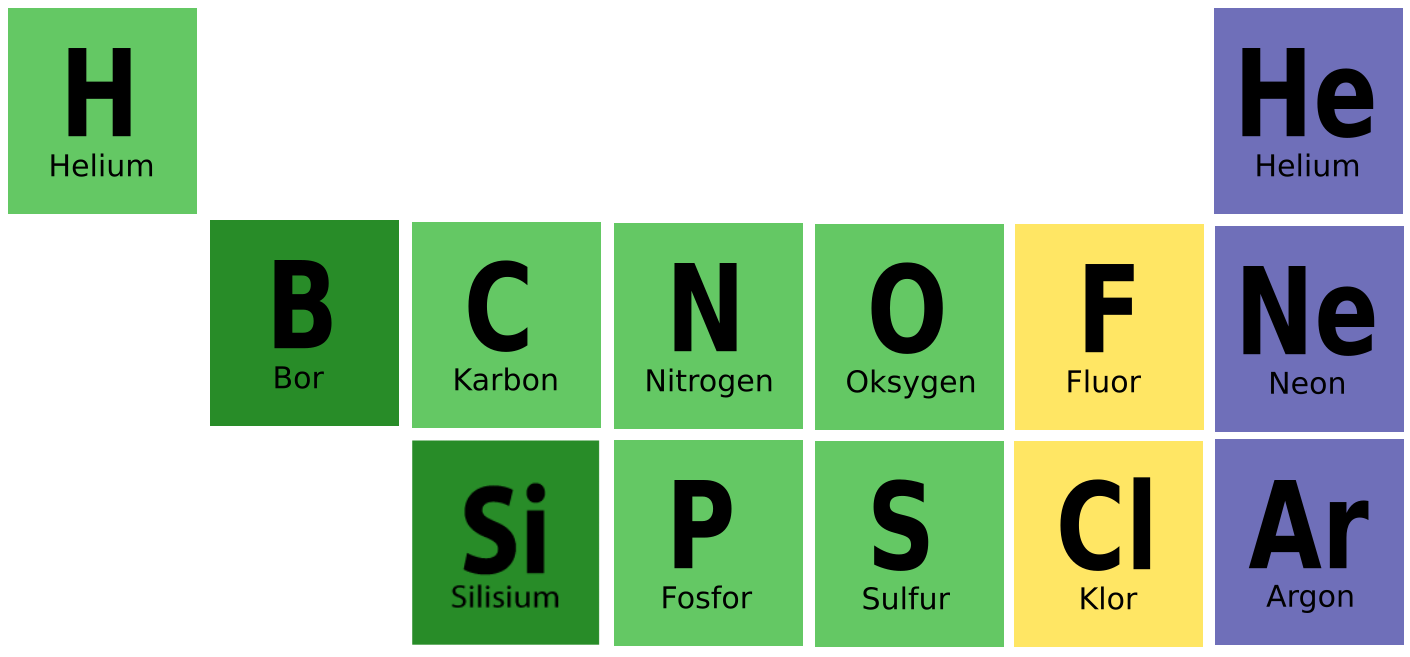 H
Helium
He
Helium
B
Bor
C
Karbon
N
Nitrogen
O
Oksygen
F
Fluor
Ne
Neon
Si
Silisium
P
Fosfor
S
Sulfur
Cl
Klor
Ar
Argon